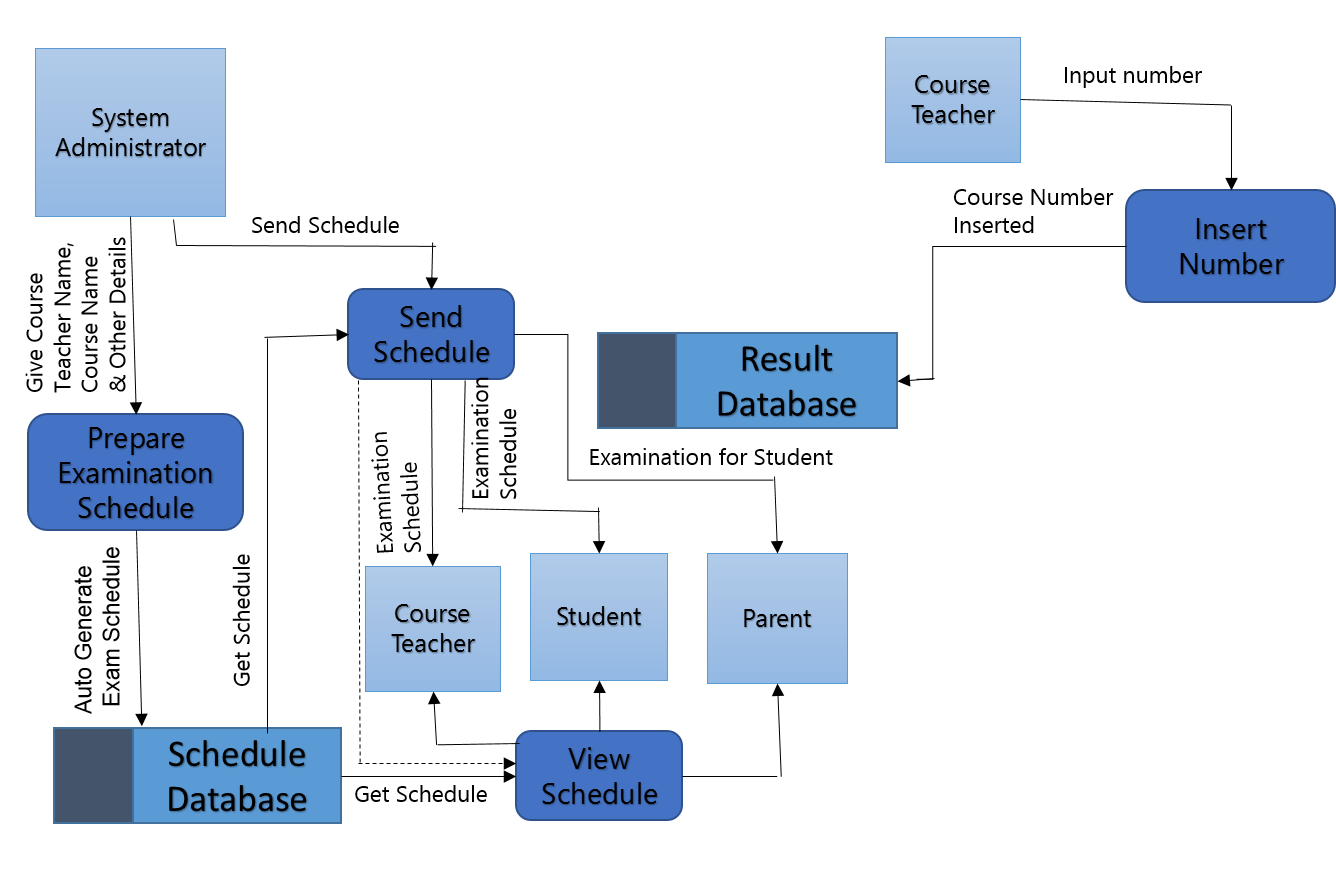 System
Administrator
Course
Teacher
Input number
Send Schedule
Course Number
Inserted
Insert
Number
Give Course
Teacher Name,
Course Name
& Other Details
Send
Schedule
Result
Database
Prepare
Examination
Schedule
Examination
Schedule
Examination
Schedule
Examination for Student
Auto Generate
Exam Schedule
Get Schedule
Course
Teacher
Student
Parent
Schedule
Database
Get Schedule
View
Schedule